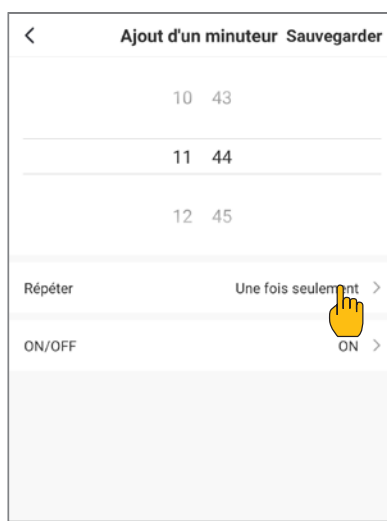 Ajout d'un minuteur Sauvegarder
10 43
11 44
12 45
Répéter Une fois seulement
ON/OFF ON